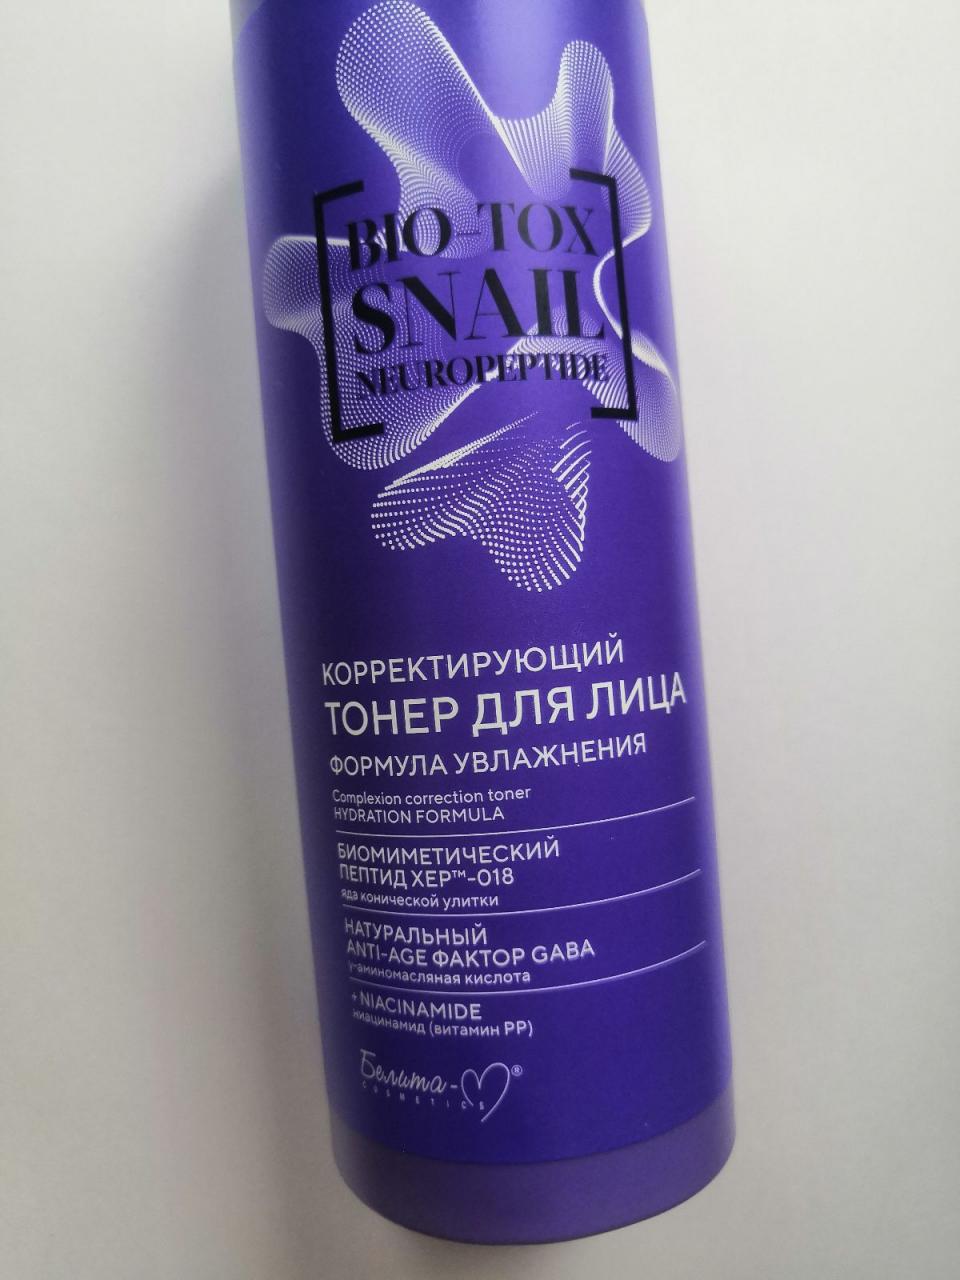 BIO-TOX
SNAIL
NEUROPEPTIDE
КОРРЕКТИРУЮЩИЙ
ТОНЕР ДЛЯ ЛИЦА
ФОРМУЛА УВЛАЖНЕНИЯ
Complexion correction toner
HYDRATION FORMULA
БИОМИМЕТИЧЕСКИЙ
ПЕПТИД XEP™-018
яда конической улитки
НАТУРАЛЬНЫЙ
ANTI-AGE ФАКТОР GABA
γ-аминомасляная кислота
+ NIACINAMIDE
ниацинамид (витамин РР)
Белита-М®
COSMETICS